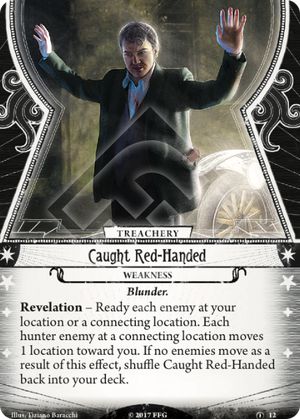 TREACHERY
Caught Red-Handed
WEAKNESS
Blunder.
Revelation – Ready each enemy at your
location or a connecting location. Each
hunter enemy at a connecting location moves
1 location toward you. If no enemies move as a
result of this effect, shuffle Caught Red-Handed
back into your deck.
Illus. Tiziano Baracchi © 2017 FFG 12